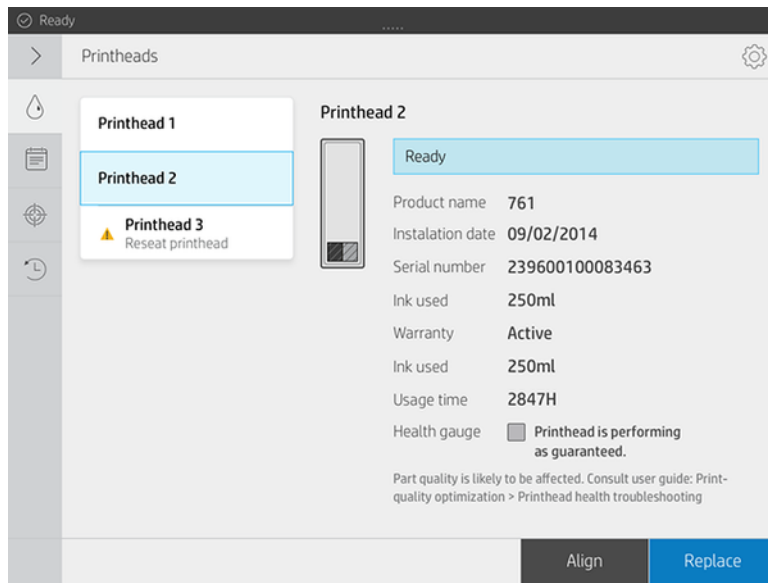 Ready
Printheads
Printhead 1
Printhead 2
Printhead 3
Reseat printhead
Printhead 2
Ready
Product name 761
Instalation date 09/02/2014
Serial number 239600100083463
Ink used 250ml
Warranty Active
Ink used 250ml
Usage time 2847H
Health gauge Printhead is performing
as guaranteed.
Part quality is likely to be affected. Consult user guide: Print-
quality optimization > Printhead health troubleshooting
Align Replace